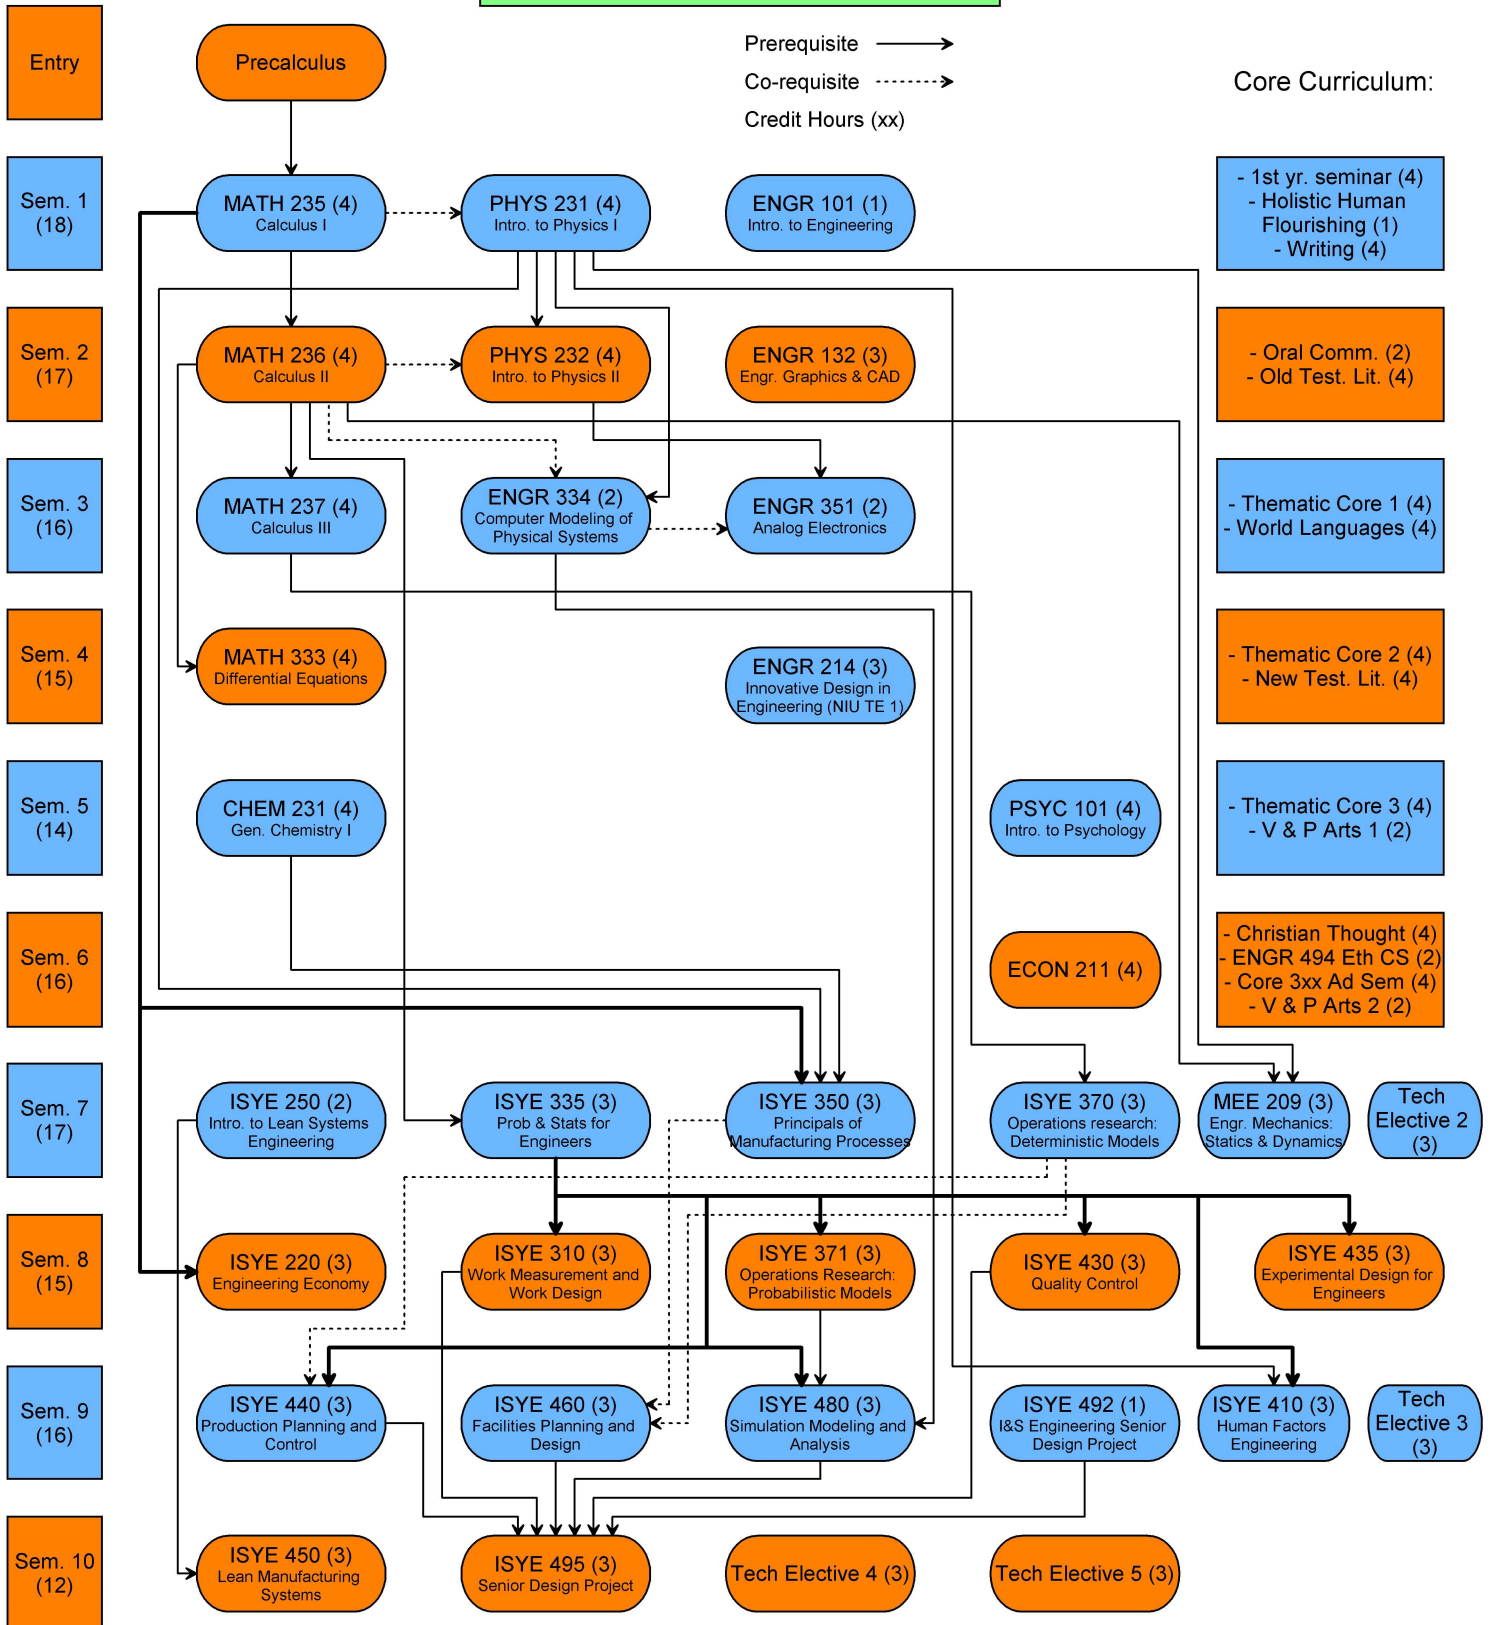 Prerequisite
Co-requisite
Credit Hours (xx)
Core Curriculum:
Entry
Precalculus
Sem. 1
(18)
MATH 235 (4)
Calculus I
PHYS 231 (4)
Intro. to Physics I
ENGR 101 (1)
Intro. to Engineering
- 1st yr. seminar (4)
- Holistic Human
Flourishing (1)
- Writing (4)
Sem. 2
(17)
MATH 236 (4)
Calculus II
PHYS 232 (4)
Intro. to Physics II
ENGR 132 (3)
Engr. Graphics & CAD
- Oral Comm. (2)
- Old Test. Lit. (4)
Sem. 3
(16)
MATH 237 (4)
Calculus III
ENGR 334 (2)
Computer Modeling of
Physical Systems
ENGR 351 (2)
Analog Electronics
- Thematic Core 1 (4)
- World Languages (4)
Sem. 4
(15)
MATH 333 (4)
Differential Equations
ENGR 214 (3)
Innovative Design in
Engineering (NIU TE 1)
- Thematic Core 2 (4)
- New Test. Lit. (4)
Sem. 5
(14)
CHEM 231 (4)
Gen. Chemistry I
PSYC 101 (4)
Intro. to Psychology
- Thematic Core 3 (4)
- V & P Arts 1 (2)
Sem. 6
(16)
ECON 211 (4)
- Christian Thought (4)
- ENGR 494 Eth CS (2)
- Core 3xx Ad Sem (4)
- V & P Arts 2 (2)
Sem. 7
(17)
ISYE 250 (2)
Intro. to Lean Systems
Engineering
ISYE 335 (3)
Prob & Stats for
Engineers
ISYE 350 (3)
Principals of
Manufacturing Processes
ISYE 370 (3)
Operations research:
Deterministic Models
MEE 209 (3)
Engr. Mechanics:
Statics & Dynamics
Tech
Elective 2
(3)
Sem. 8
(15)
ISYE 220 (3)
Engineering Economy
ISYE 310 (3)
Work Measurement and
Work Design
ISYE 371 (3)
Operations Research:
Probabilistic Models
ISYE 430 (3)
Quality Control
ISYE 435 (3)
Experimental Design for
Engineers
Sem. 9
(16)
ISYE 440 (3)
Production Planning and
Control
ISYE 460 (3)
Facilities Planning and
Design
ISYE 480 (3)
Simulation Modeling and
Analysis
ISYE 492 (1)
I&S Engineering Senior
Design Project
ISYE 410 (3)
Human Factors
Engineering
Tech
Elective 3
(3)
Sem. 10
(12)
ISYE 450 (3)
Lean Manufacturing
Systems
ISYE 495 (3)
Senior Design Project
Tech Elective 4 (3)
Tech Elective 5 (3)